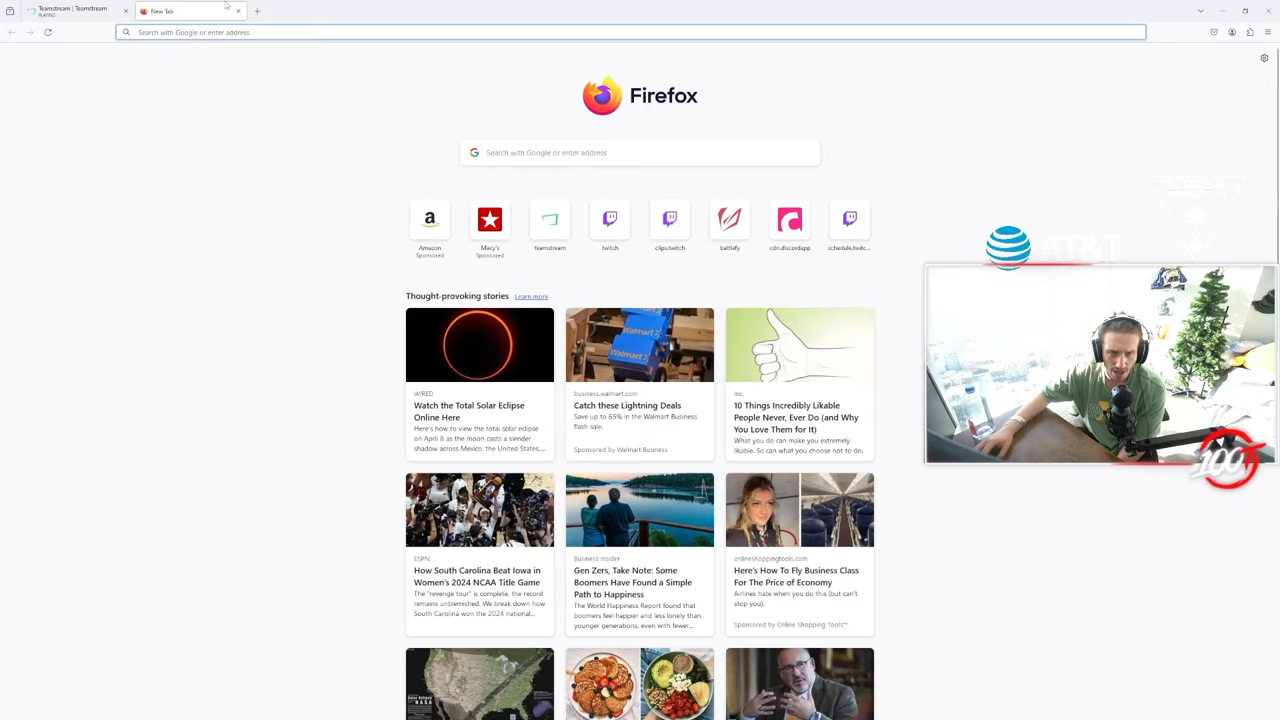 Teamstream | Teamstream
PLAYING
New Tab
Search with Google or enter address
Firefox
Search with Google or enter address
Amazon
Sponsored
Macy's
Sponsored
teamstream
twitch
clips.twitch
battlefy
cdn.discordapp
schedule.twitc...
Thought-provoking stories Learn more
WIRED
Watch the Total Solar Eclipse
Online Here
Here's how to view the total solar eclipse
on April 8 as the moon casts a slender
shadow across Mexico, the United States,...
Walmart
Walmart
business.walmart.com
Catch these Lightning Deals
Save up to 65% in the Walmart Business
flash sale.
Sponsored by Walmart Business
Inc.
10 Things Incredibly Likable
People Never, Ever Do (and Why
You Love Them for It)
What you do can make you extremely
likable. So can what you choose not to do.
ESPN
How South Carolina Beat Iowa in
Women's 2024 NCAA Title Game
The "revenge tour" is complete, the record
remains unblemished. We break down how
South Carolina won the 2024 national...
Business Insider
Gen Zers, Take Note: Some
Boomers Have Found a Simple
Path to Happiness
The World Happiness Report found that
boomers feel happier and less lonely than
younger generations, even with fewer...
onlineshoppingtools.com
Here's How To Fly Business Class
For The Price of Economy
Airlines hate when you do this (but can't
stop you).
Sponsored by Online Shopping Tools™
NASA
AT&T
100T